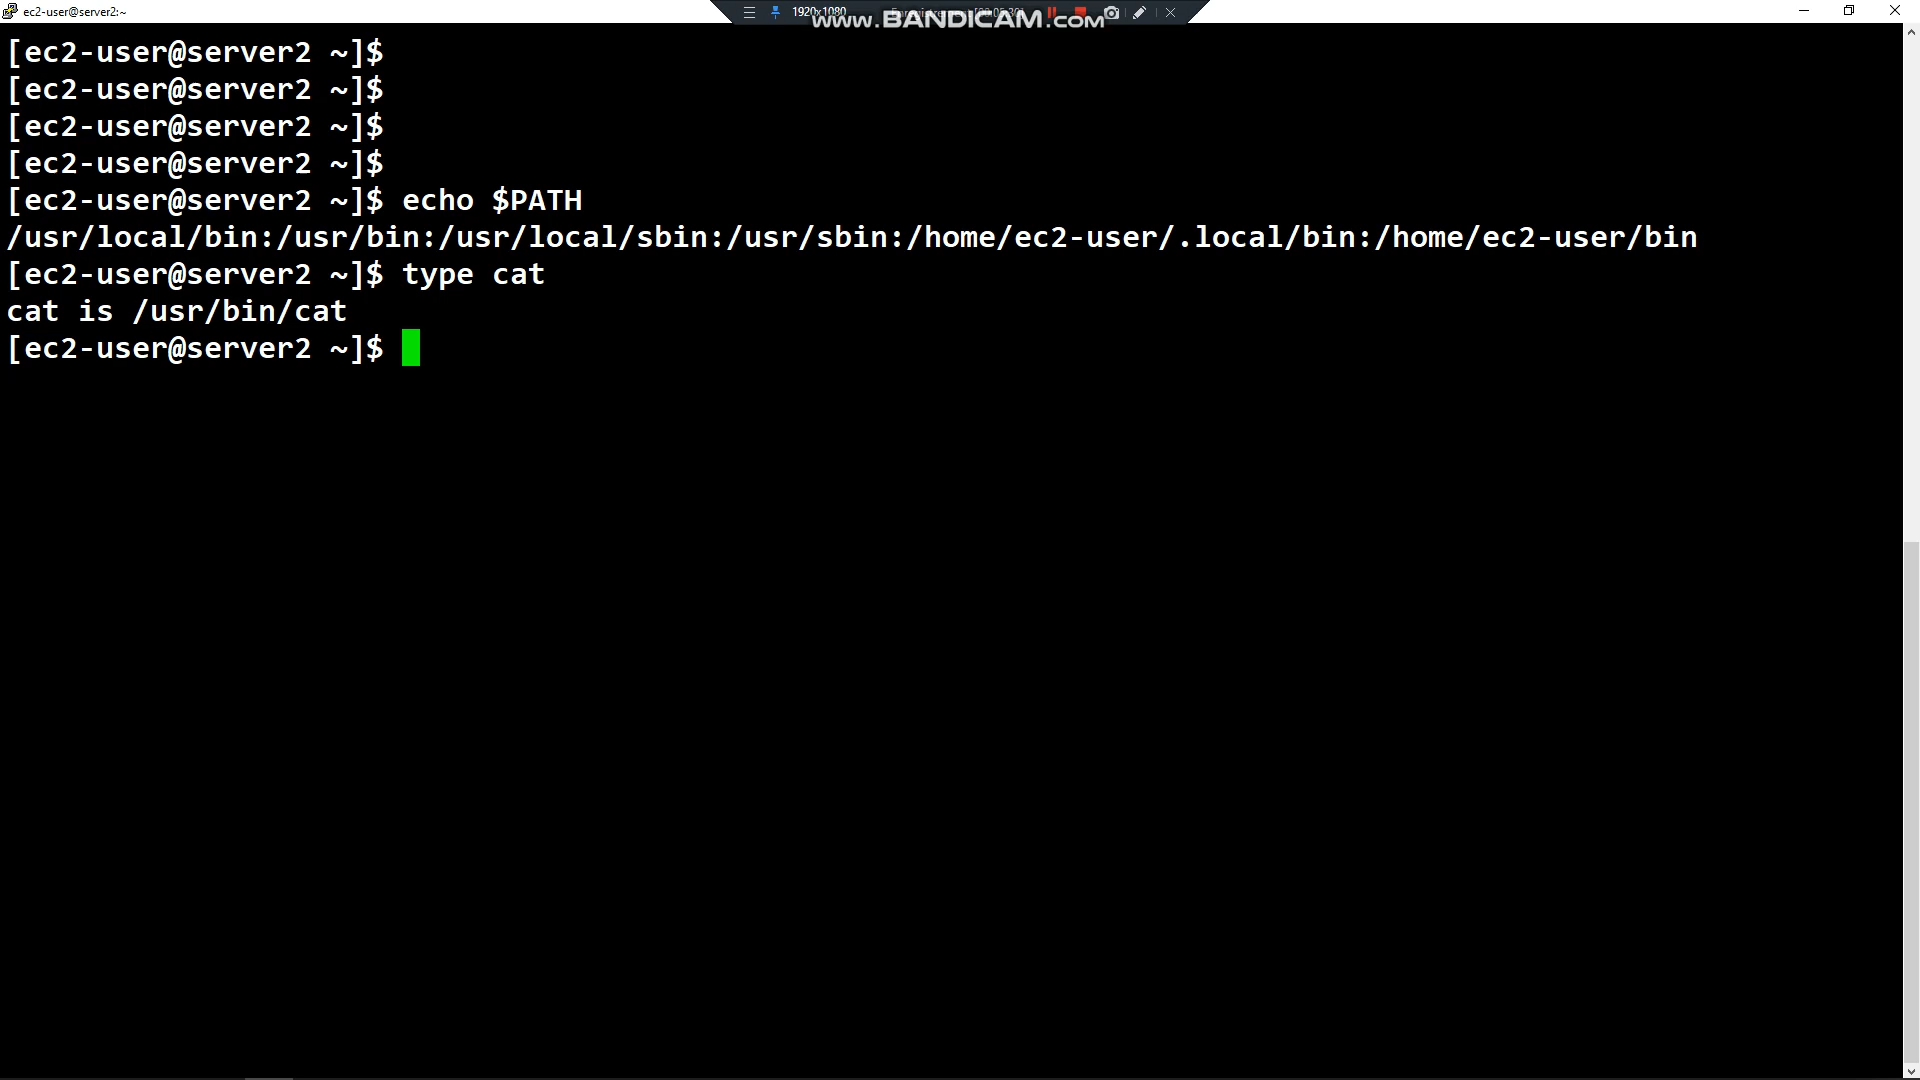 ec2-user@server2:~
1920x1080
www.BANDICAM.com
[ec2-user@server2 ~]$
[ec2-user@server2 ~]$
[ec2-user@server2 ~]$
[ec2-user@server2 ~]$
[ec2-user@server2 ~]$ echo $PATH
/usr/local/bin:/usr/bin:/usr/local/sbin:/usr/sbin:/home/ec2-user/.local/bin:/home/ec2-user/bin
[ec2-user@server2 ~]$ type cat
cat is /usr/bin/cat
[ec2-user@server2 ~]$